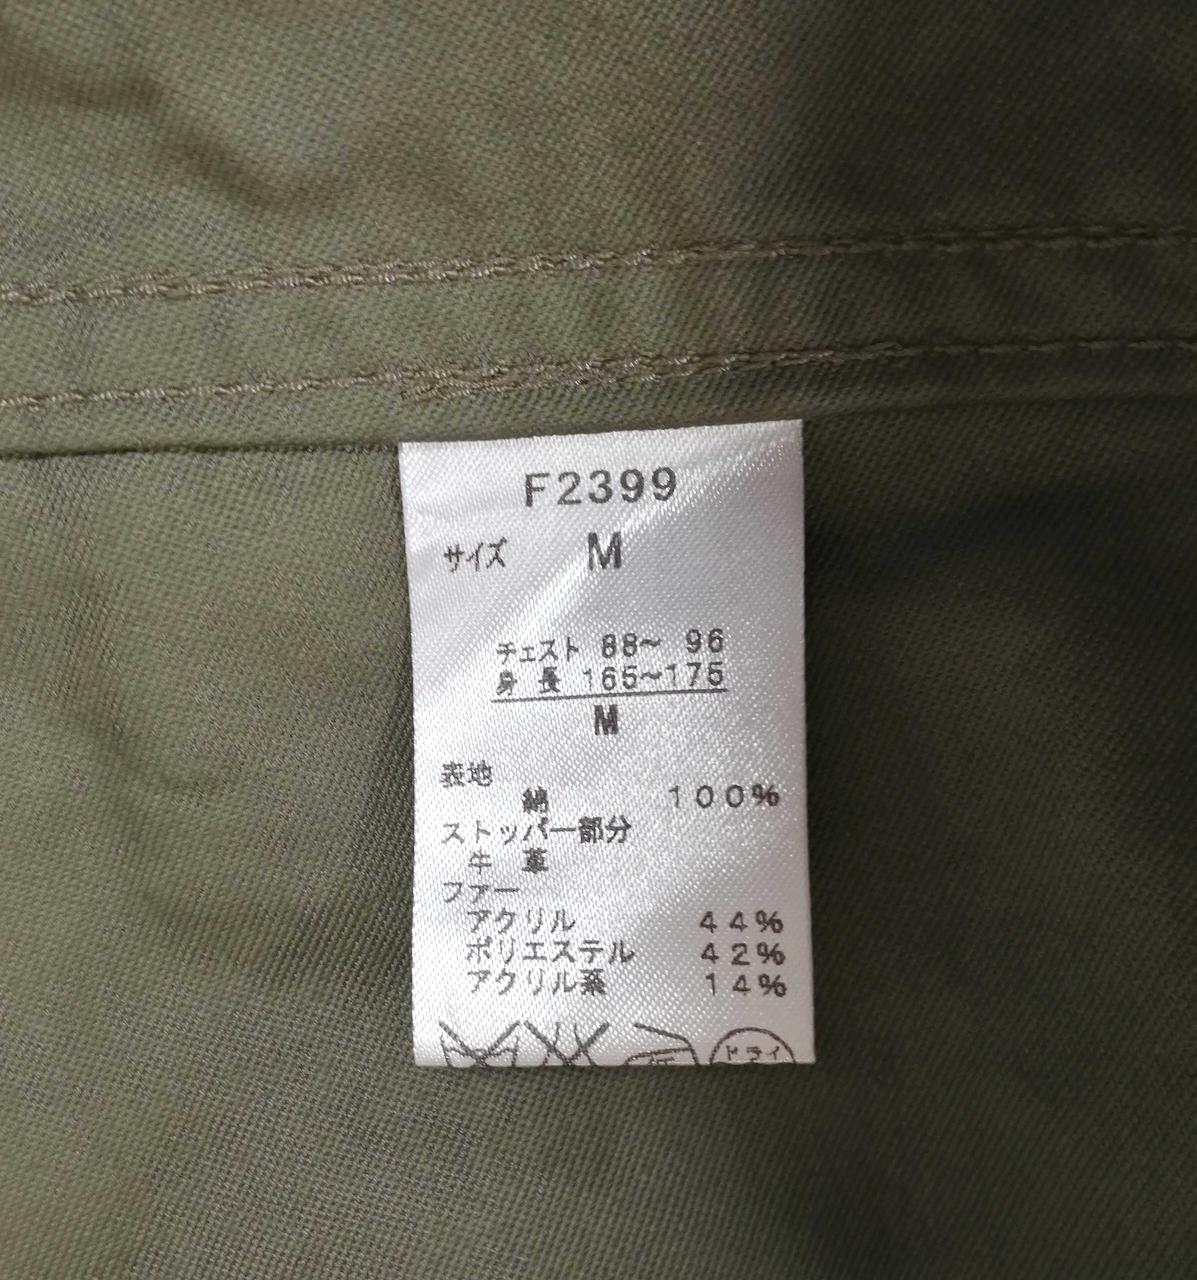 F2399
サイズ M
チェスト 88～ 96
身 長 165～175
M
表地
綿 100%
ストッパー部分
牛 革
ファー
アクリル 44%
ポリエステル 42%
アクリル系 14%
ドライ